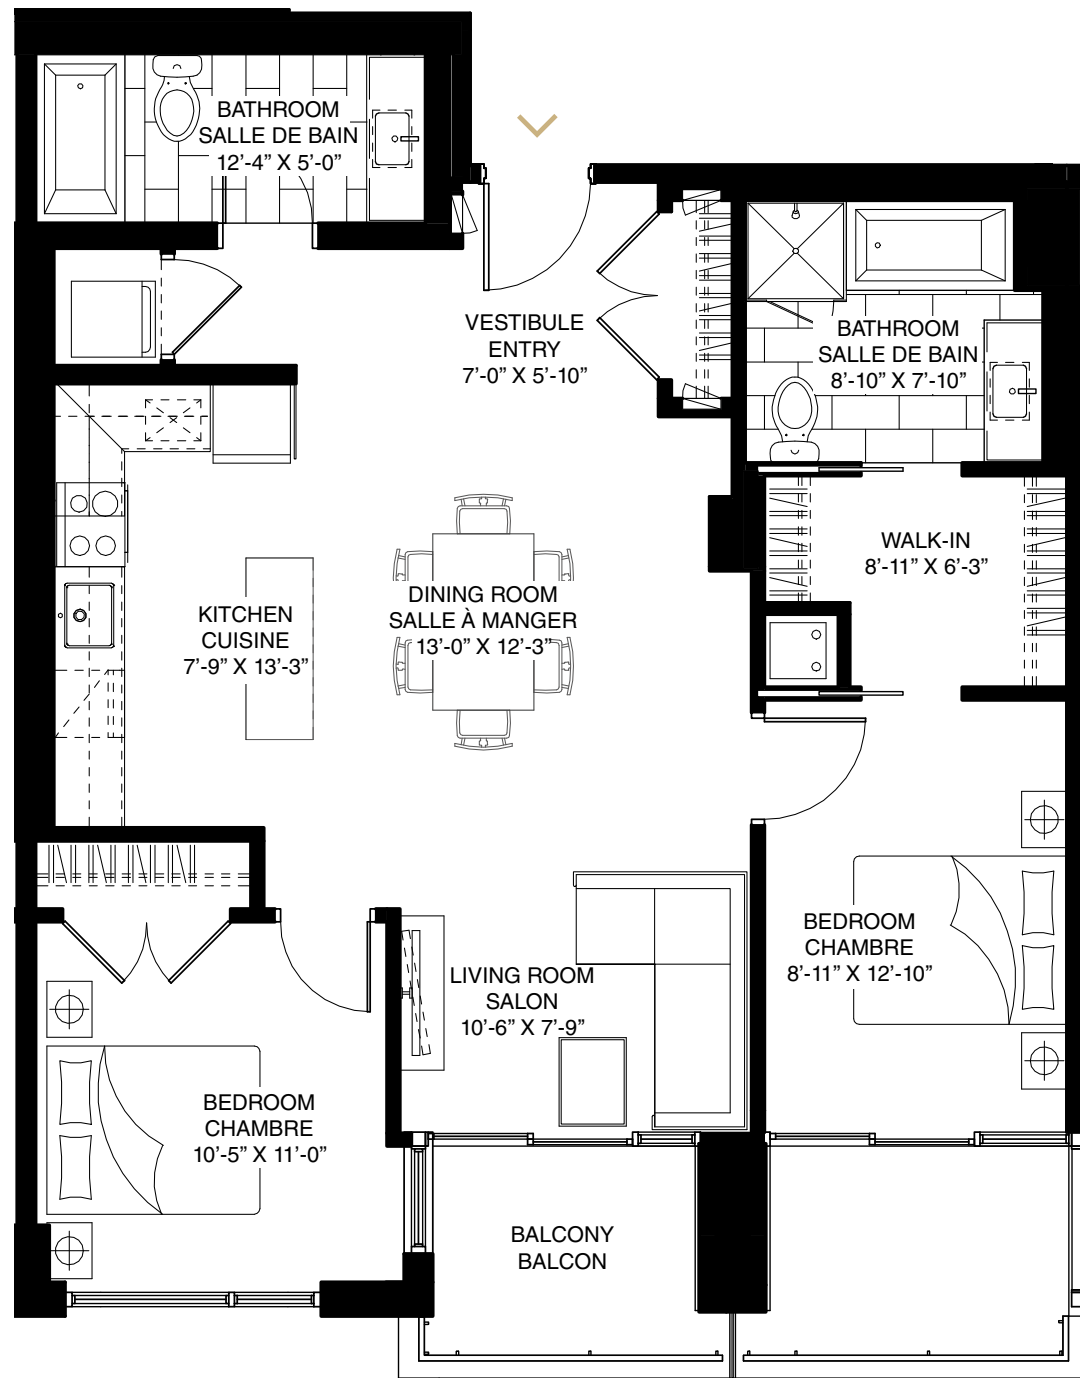 BATHROOM
SALLE DE BAIN
12’-4” X 5’-0”
VESTIBULE
ENTRY
7’-0” X 5’-10”
BATHROOM
SALLE DE BAIN
8’-10” X 7’-10”
WALK-IN
8’-11” X 6’-3”
KITCHEN
CUISINE
7’-9” X 13’-3”
DINING ROOM
SALLE À MANGER
13’-0” X 12’-3”
BEDROOM
CHAMBRE
8’-11” X 12’-10”
LIVING ROOM
SALON
10’-6” X 7’-9”
BEDROOM
CHAMBRE
10’-5” X 11’-0”
BALCONY
BALCON